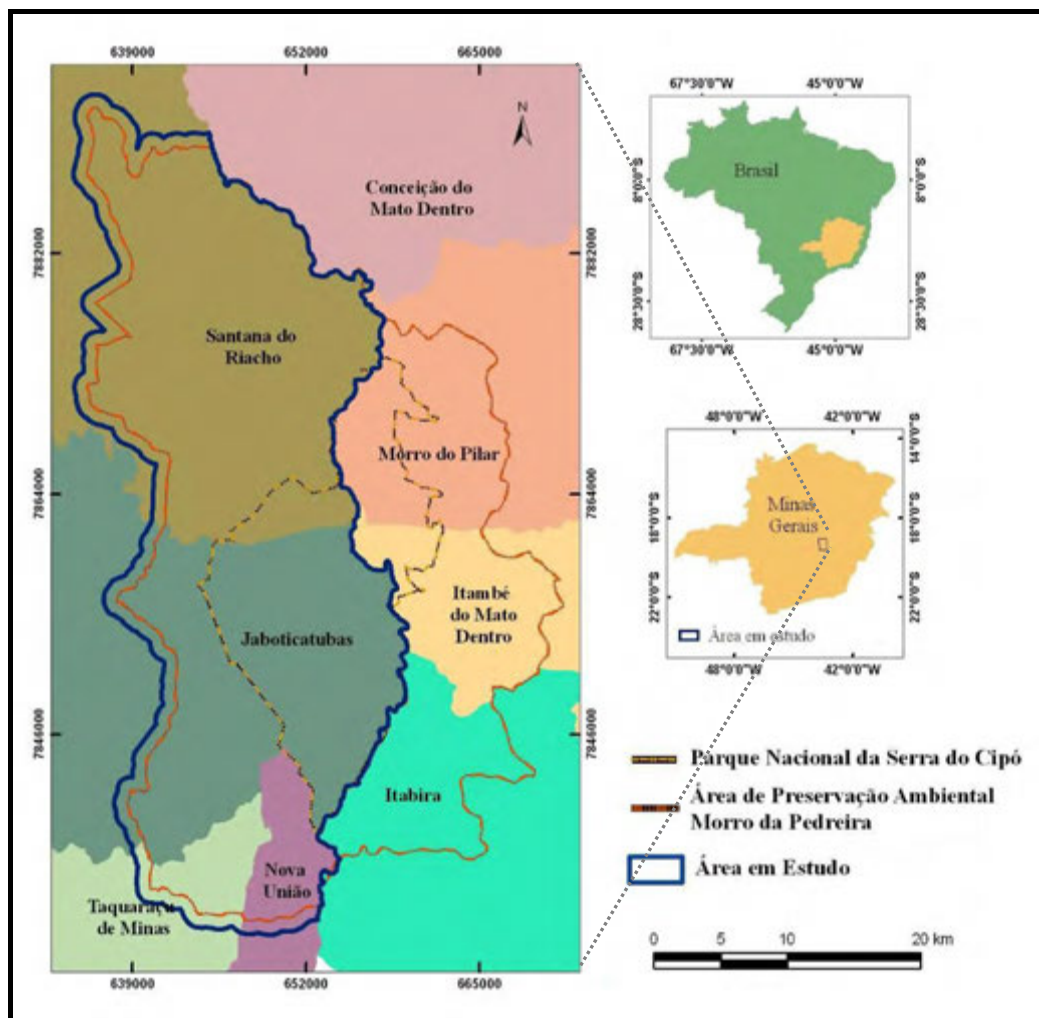 639000
652000
665000
N
Conceição do
Mato Dentro
7882000
7882000
Santana do
Riacho
Morro do Pilar
7864000
7864000
Itambé
do Mato
Dentro
Jaboticatubas
7846000
7846000
Itabira
Nova
União
Taquaraçu
de Minas
639000
652000
665000
67°30'0"W
45°0'0"W
8°0'0"S
8°0'0"S
Brasil
28°30'0"S
28°30'0"S
67°30'0"W
45°0'0"W
48°0'0"W
42°0'0"W
14°0'0"S
Minas
Gerais
18°0'0"S
18°0'0"S
22°0'0"S
22°0'0"S
Área em estudo
48°0'0"W
42°0'0"W
Parque Nacional da Serra do Cipó
Área de Preservação Ambiental
Morro da Pedreira
Área em Estudo
0 5 10 20 km